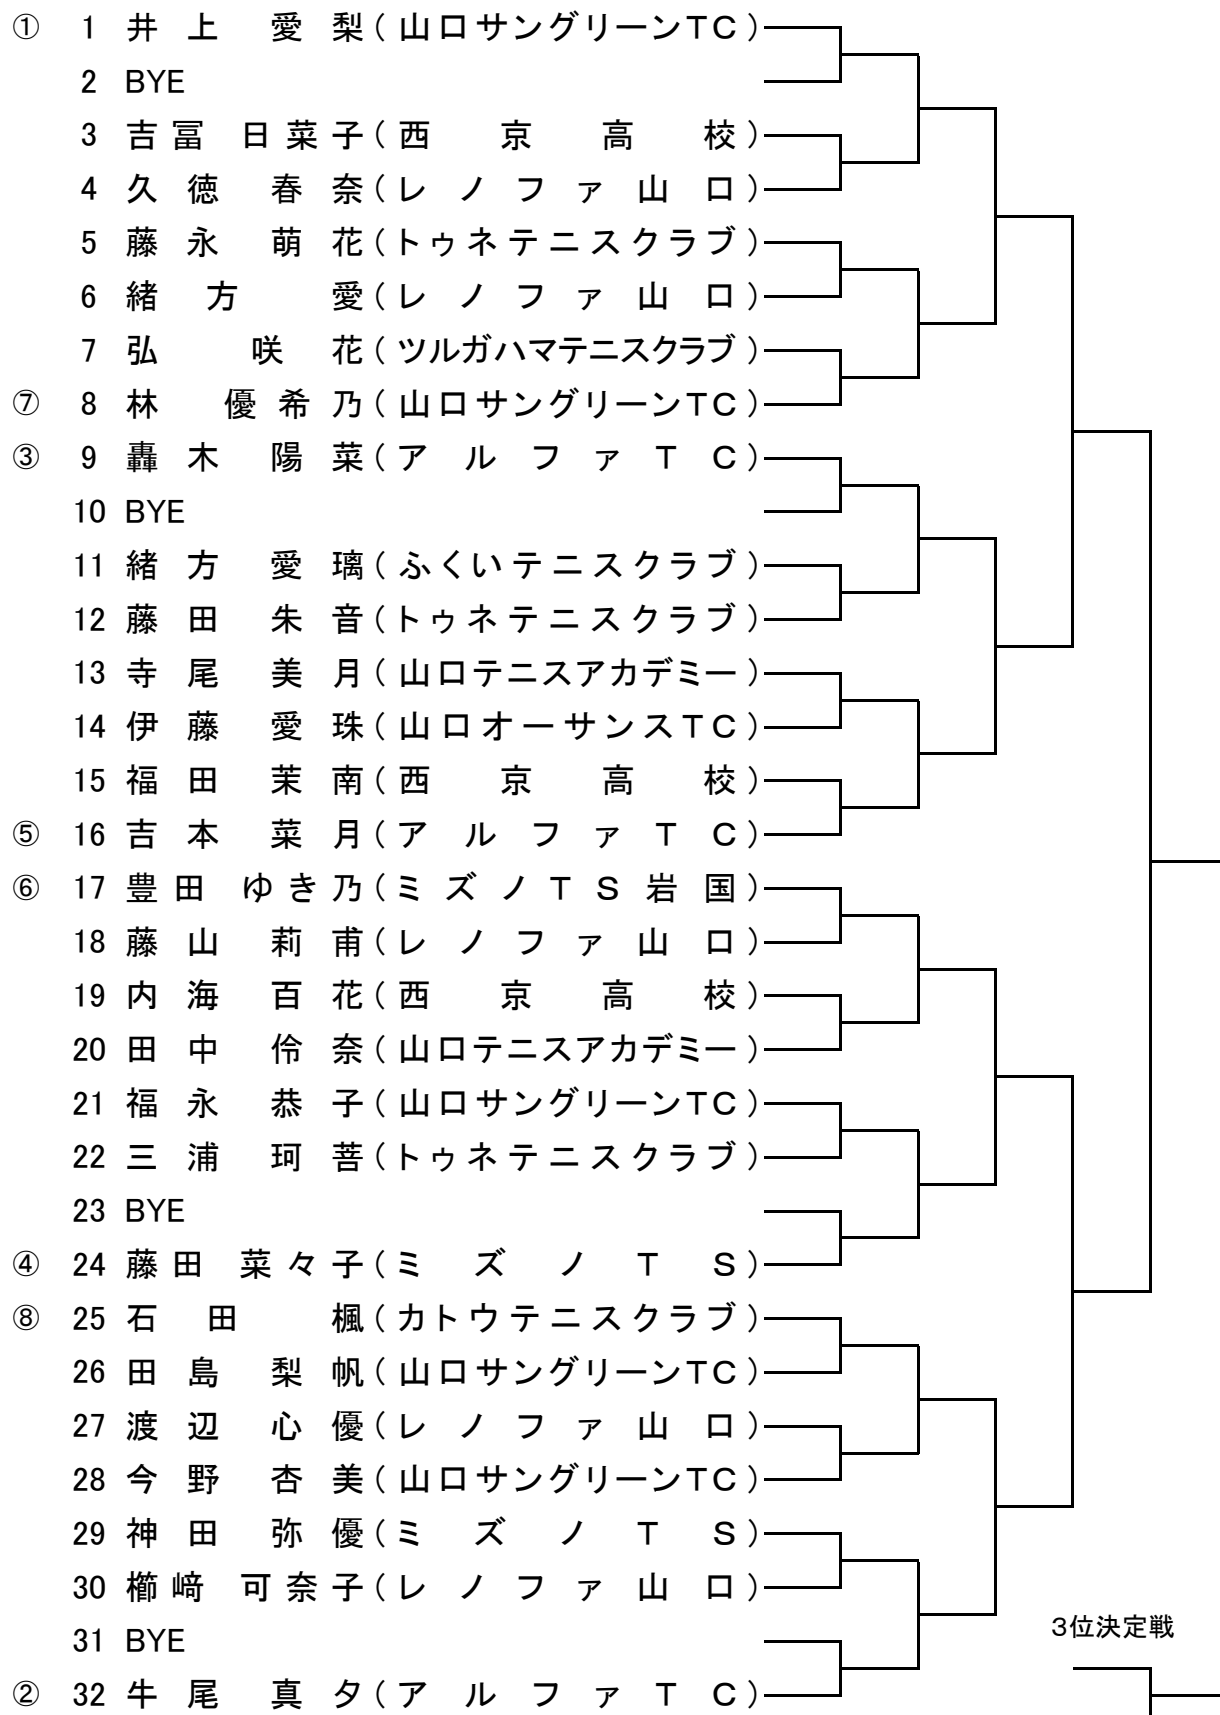 ① 1 井上 愛梨(山口サングリーンTC)
2 BYE
3 吉冨 日菜子(西京高校)
4 久徳 春奈(レノファ山口)
5 藤永 萌花(トゥネテニスクラブ)
6 緒方 愛(レノファ山口)
7 弘 咲花(ツルガハマテニスクラブ)
⑦ 8 林 優希乃(山口サングリーンTC)
③ 9 轟木 陽菜(アルファTC)
10 BYE
11 緒方 愛璃(ふくいテニスクラブ)
12 藤田 朱音(トゥネテニスクラブ)
13 寺尾 美月(山口テニスアカデミー)
14 伊藤 愛珠(山口オーサンスTC)
15 福田 茉南(西京高校)
⑤ 16 吉本 菜月(アルファTC)
⑥ 17 豊田 ゆき乃(ミズノTS岩国)
18 藤山 莉甫(レノファ山口)
19 内海 百花(西京高校)
20 田中 伶奈(山口テニスアカデミー)
21 福永 恭子(山口サングリーンTC)
22 三浦 珂菩(トゥネテニスクラブ)
23 BYE
④ 24 藤田 菜々子(ミズノTS)
⑧ 25 石田 楓(カトウテニスクラブ)
26 田島 梨帆(山口サングリーンTC)
27 渡辺 心優(レノファ山口)
28 今野 杏美(山口サングリーンTC)
29 神田 弥優(ミズノTS)
30 櫛﨑 可奈子(レノファ山口)
3位決定戦
31 BYE
② 32 牛尾 真夕(アルファTC)